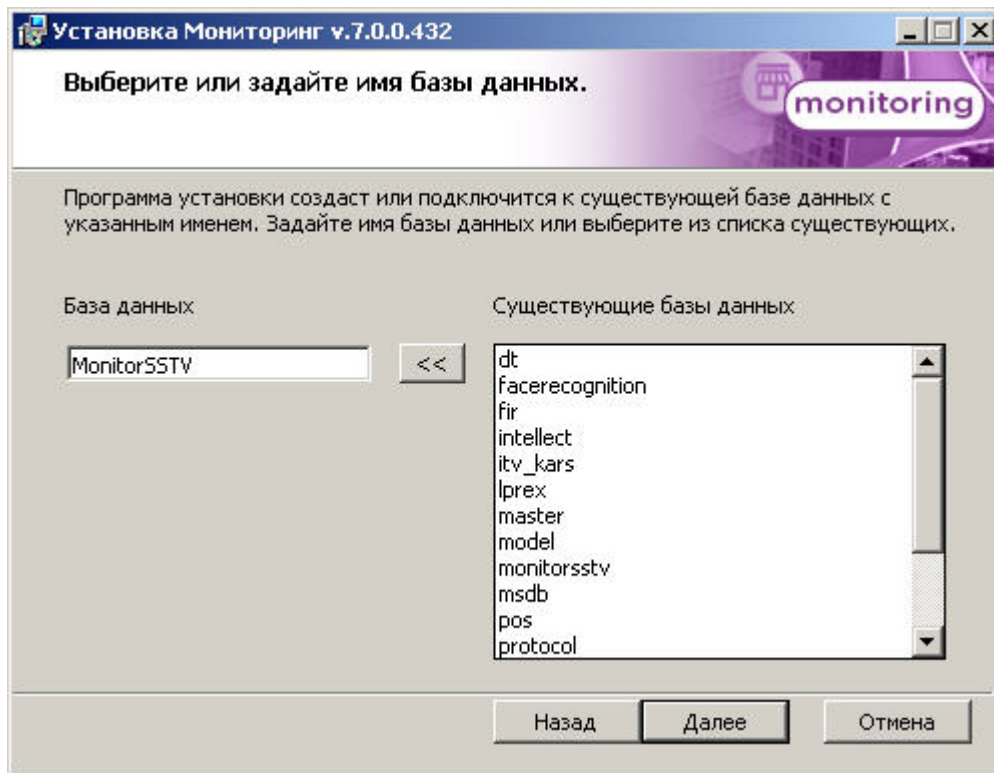 Установка Мониторинг v.7.0.0.432
Выберите или задайте имя базы данных.
monitoring
Программа установки создаст или подключится к существующей базе данных с
указанным именем. Задайте имя базы данных или выберите из списка существующих.
База данных
Существующие базы данных
MonitorSSTV
<<
dt
facerecognition
fir
intellect
itv_kars
lprex
master
model
monitorsstv
msdb
pos
protocol
Назад
Далее
Отмена